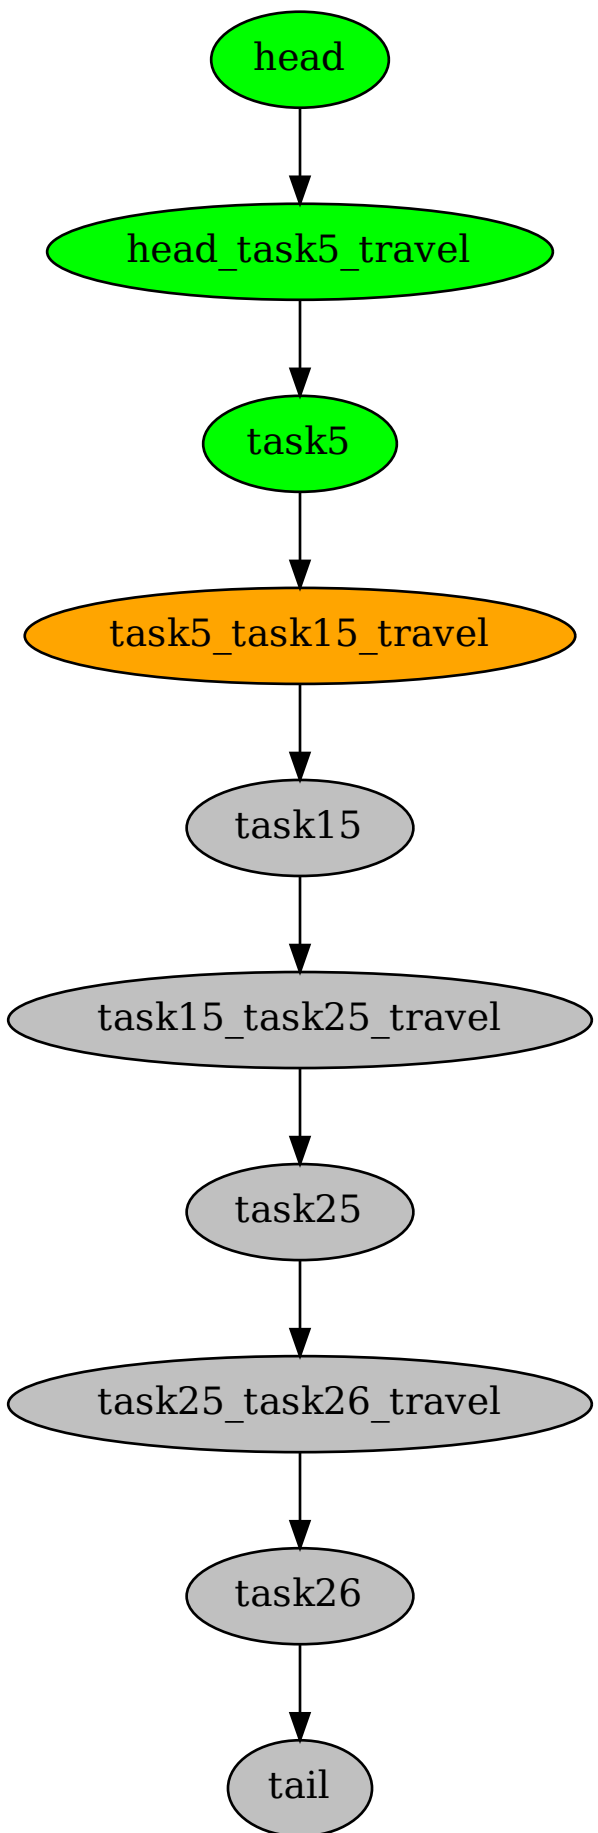 head
head_task5_travel
task5
task5_task15_travel
task15
task15_task25_travel
task25
task25_task26_travel
task26
tail